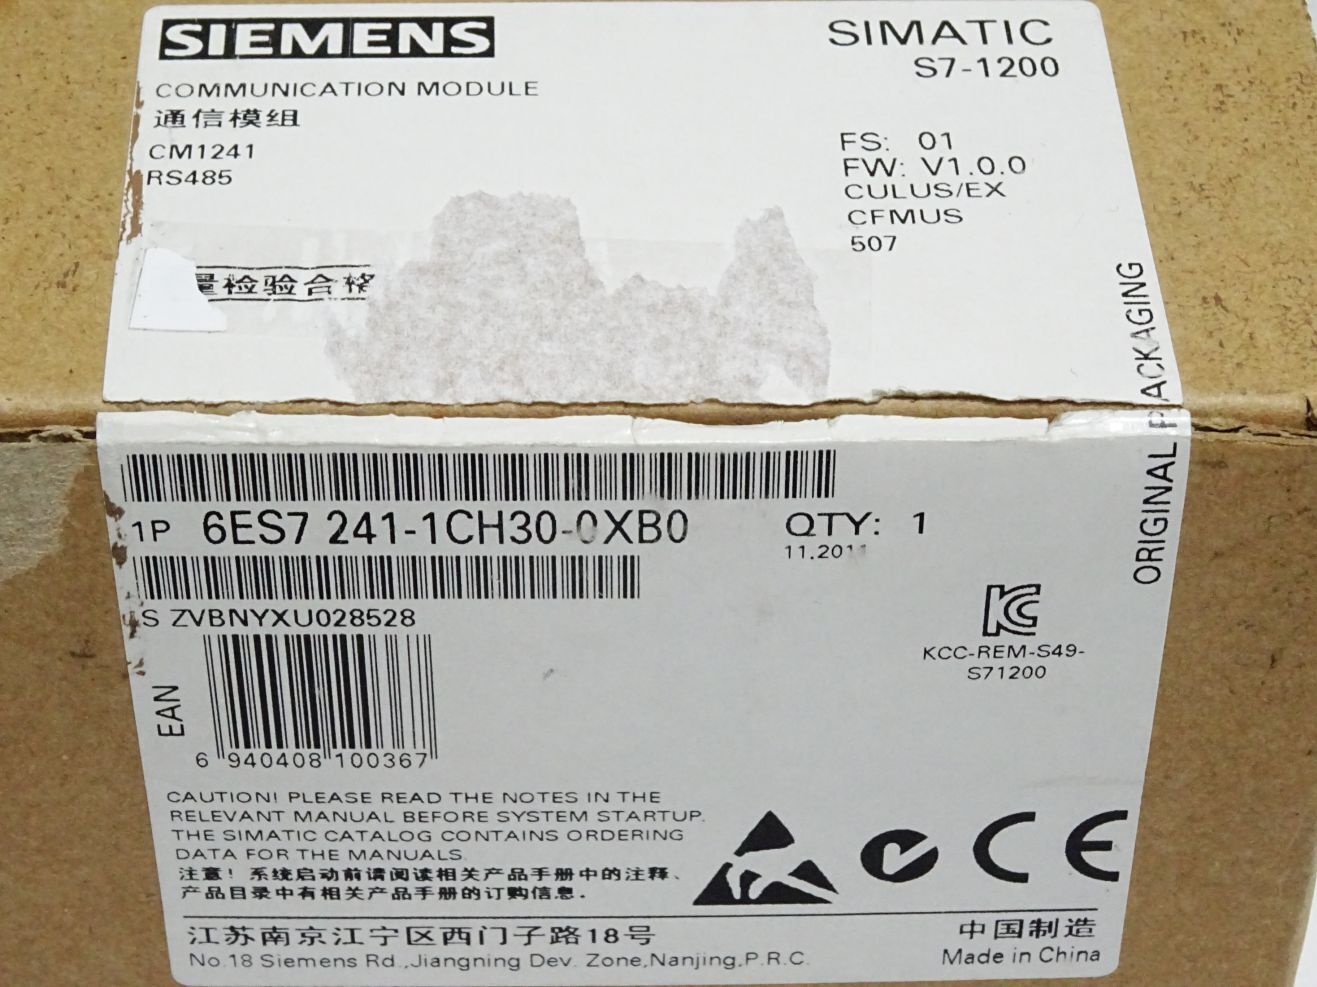 SIEMENS
SIMATIC
S7-1200
COMMUNICATION MODULE
通信模组
CM1241
RS485
FS: 01
FW: V1.0.0
CULUS/EX
CFMUS
507
量检验合格
ORIGINAL PACKAGING
1P 6ES7 241-1CH30-0XB0
QTY: 1
11.2011
S ZVBNYXU028528
KCC-REM-S49-
S71200
EAN
6 940408 100367
CAUTION! PLEASE READ THE NOTES IN THE
RELEVANT MANUAL BEFORE SYSTEM STARTUP.
THE SIMATIC CATALOG CONTAINS ORDERING
DATA FOR THE MANUALS.
注意！系统启动前请阅读相关产品手册中的注释、
产品目录中有相关产品手册的订购信息.
CE
江苏南京江宁区西门子路18号
中国制造
No.18 Siemens Rd.,Jiangning Dev. Zone,Nanjing,P.R.C.
Made in China